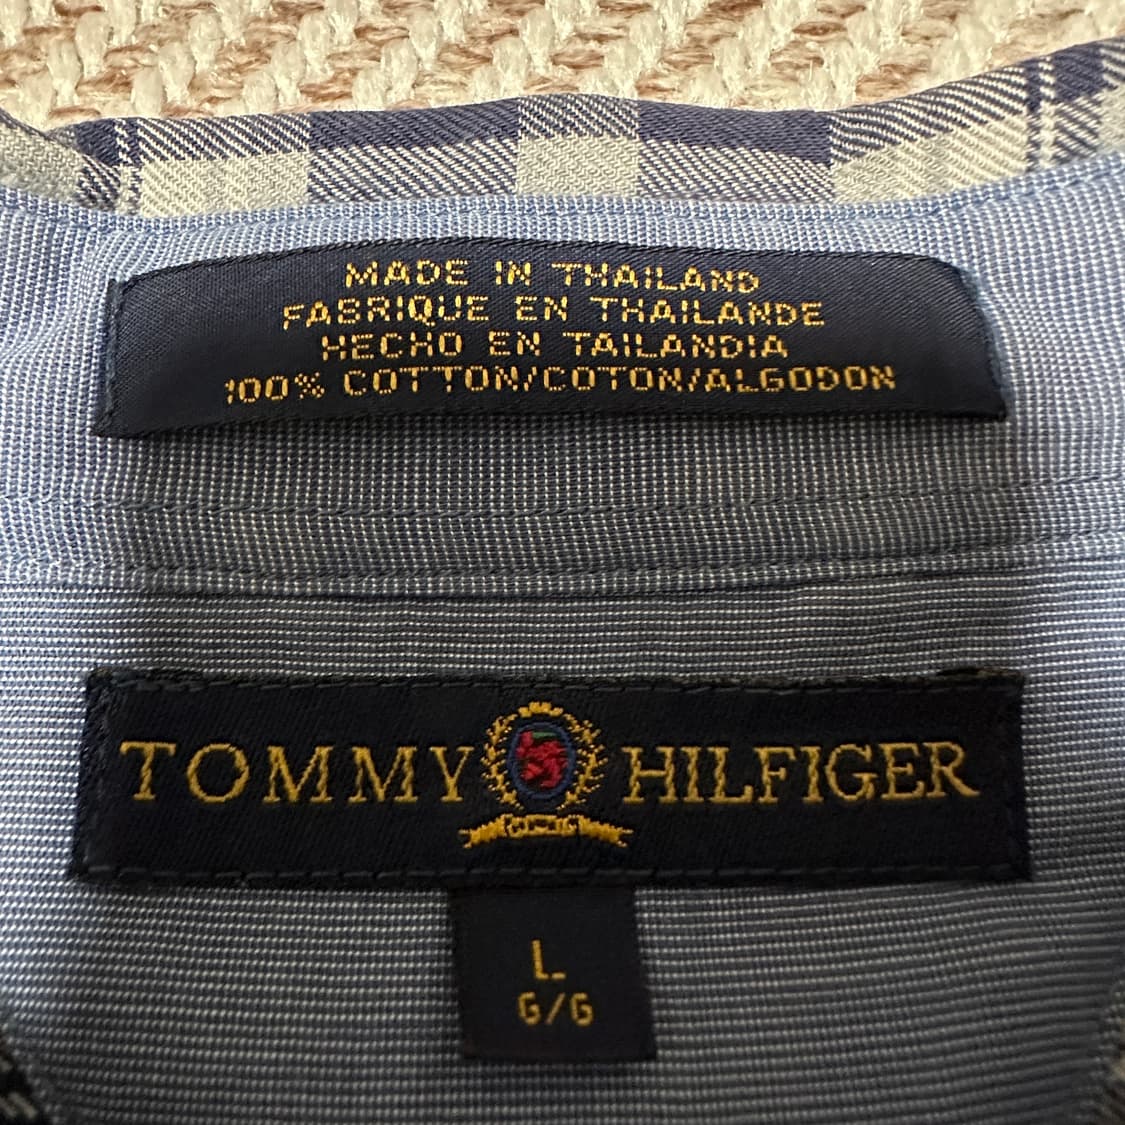 MADE IN THAILAND
FABRIQUE EN THAILANDE
HECHO EN TAILANDIA
100% COTTON/COTON/ALGODON
TOMMY HILFIGER
L
G/G